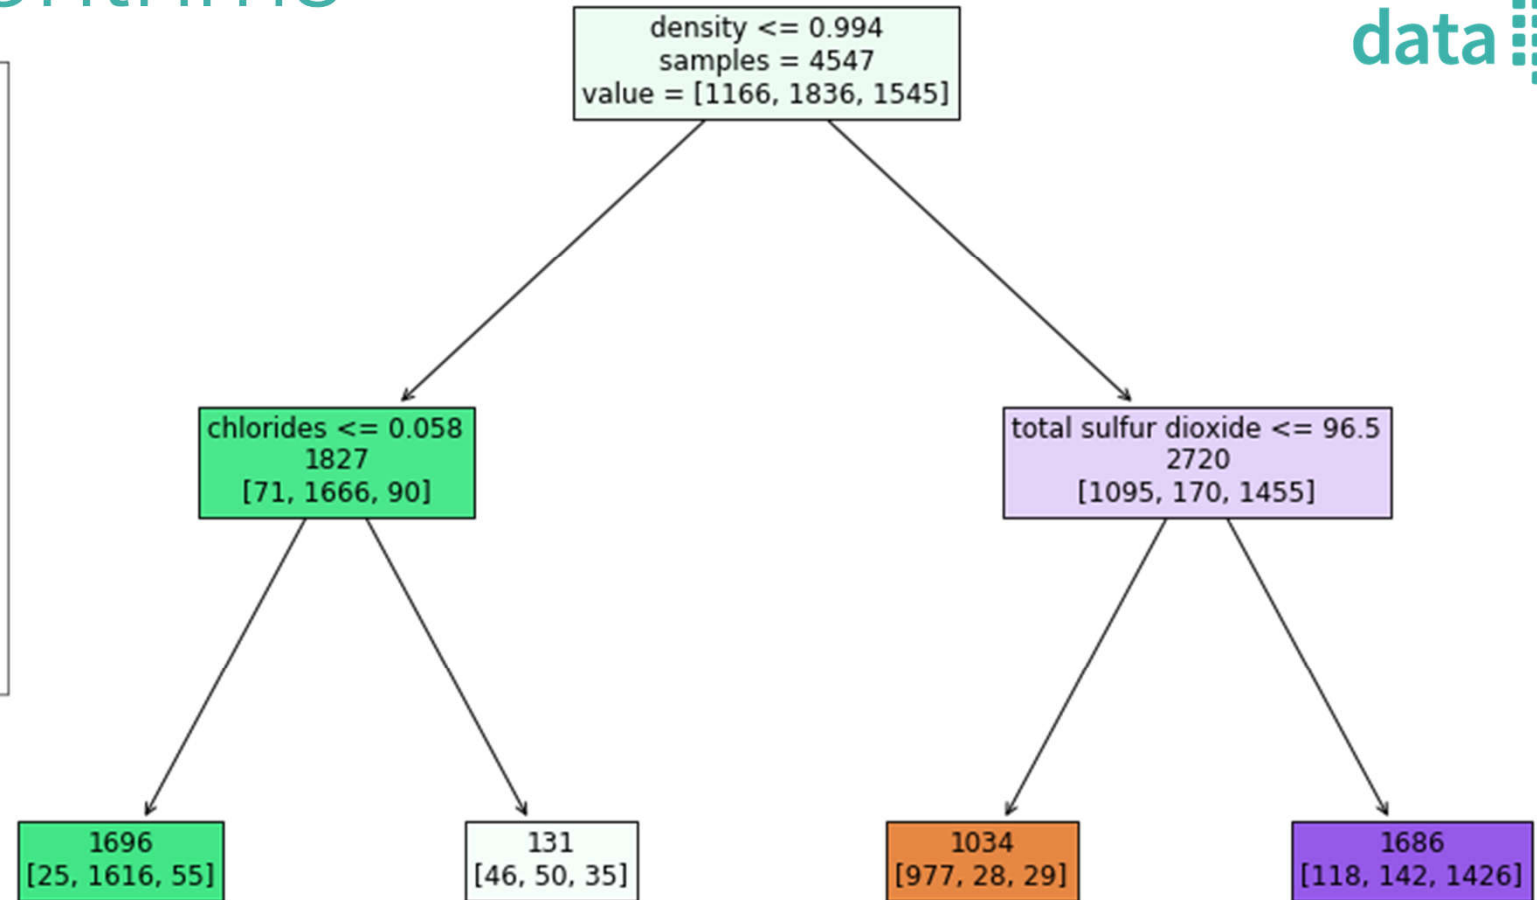 data
density <= 0.994
samples = 4547
value = [1166, 1836, 1545]
chlorides <= 0.058
1827
[71, 1666, 90]
total sulfur dioxide <= 96.5
2720
[1095, 170, 1455]
1696
[25, 1616, 55]
131
[46, 50, 35]
1034
[977, 28, 29]
1686
[118, 142, 1426]